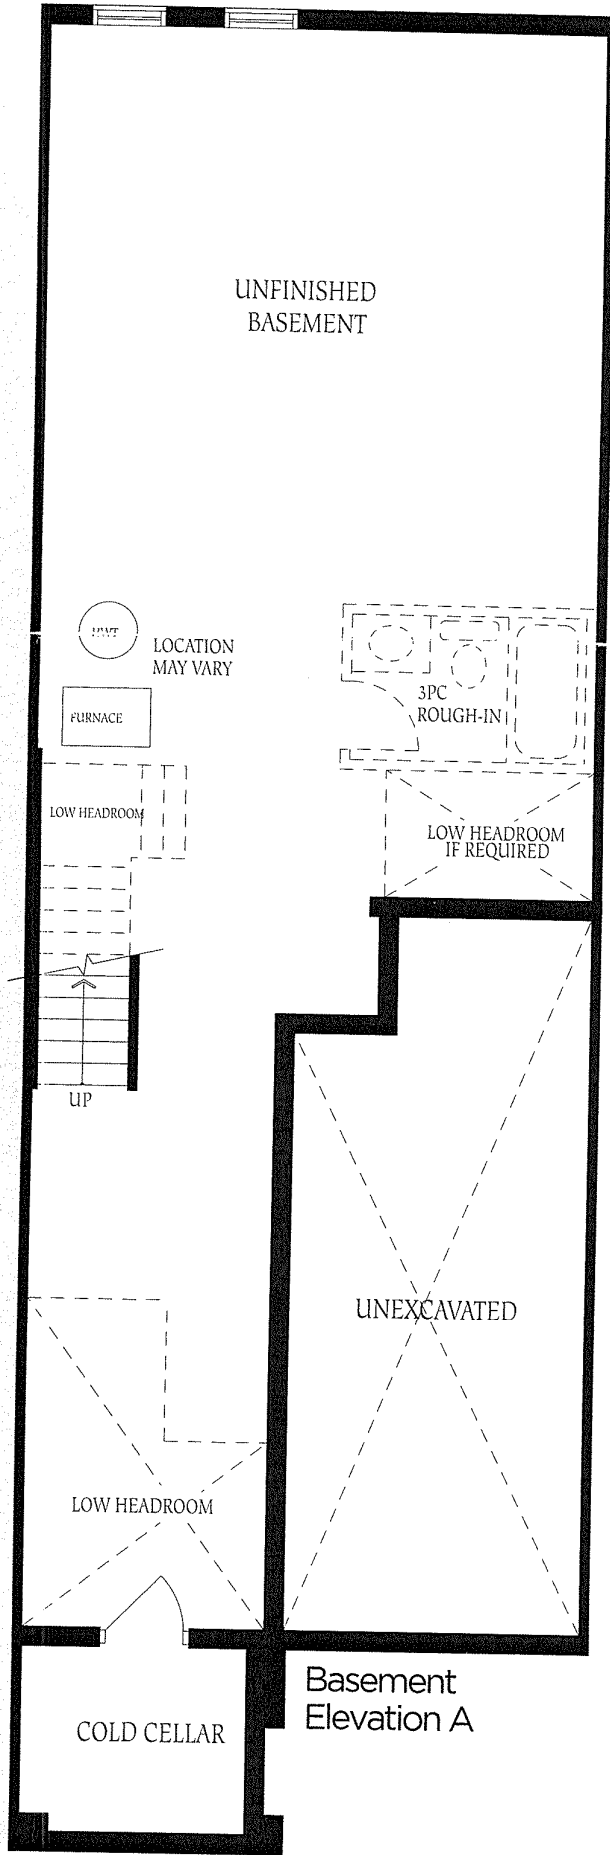 UNFINISHED
BASEMENT
HWT
LOCATION
MAY VARY
3PC
ROUGH-IN
FURNACE
LOW HEADROOM
LOW HEADROOM
IF REQUIRED
UP
UNEXCAVATED
LOW HEADROOM
Basement
Elevation A
COLD CELLAR